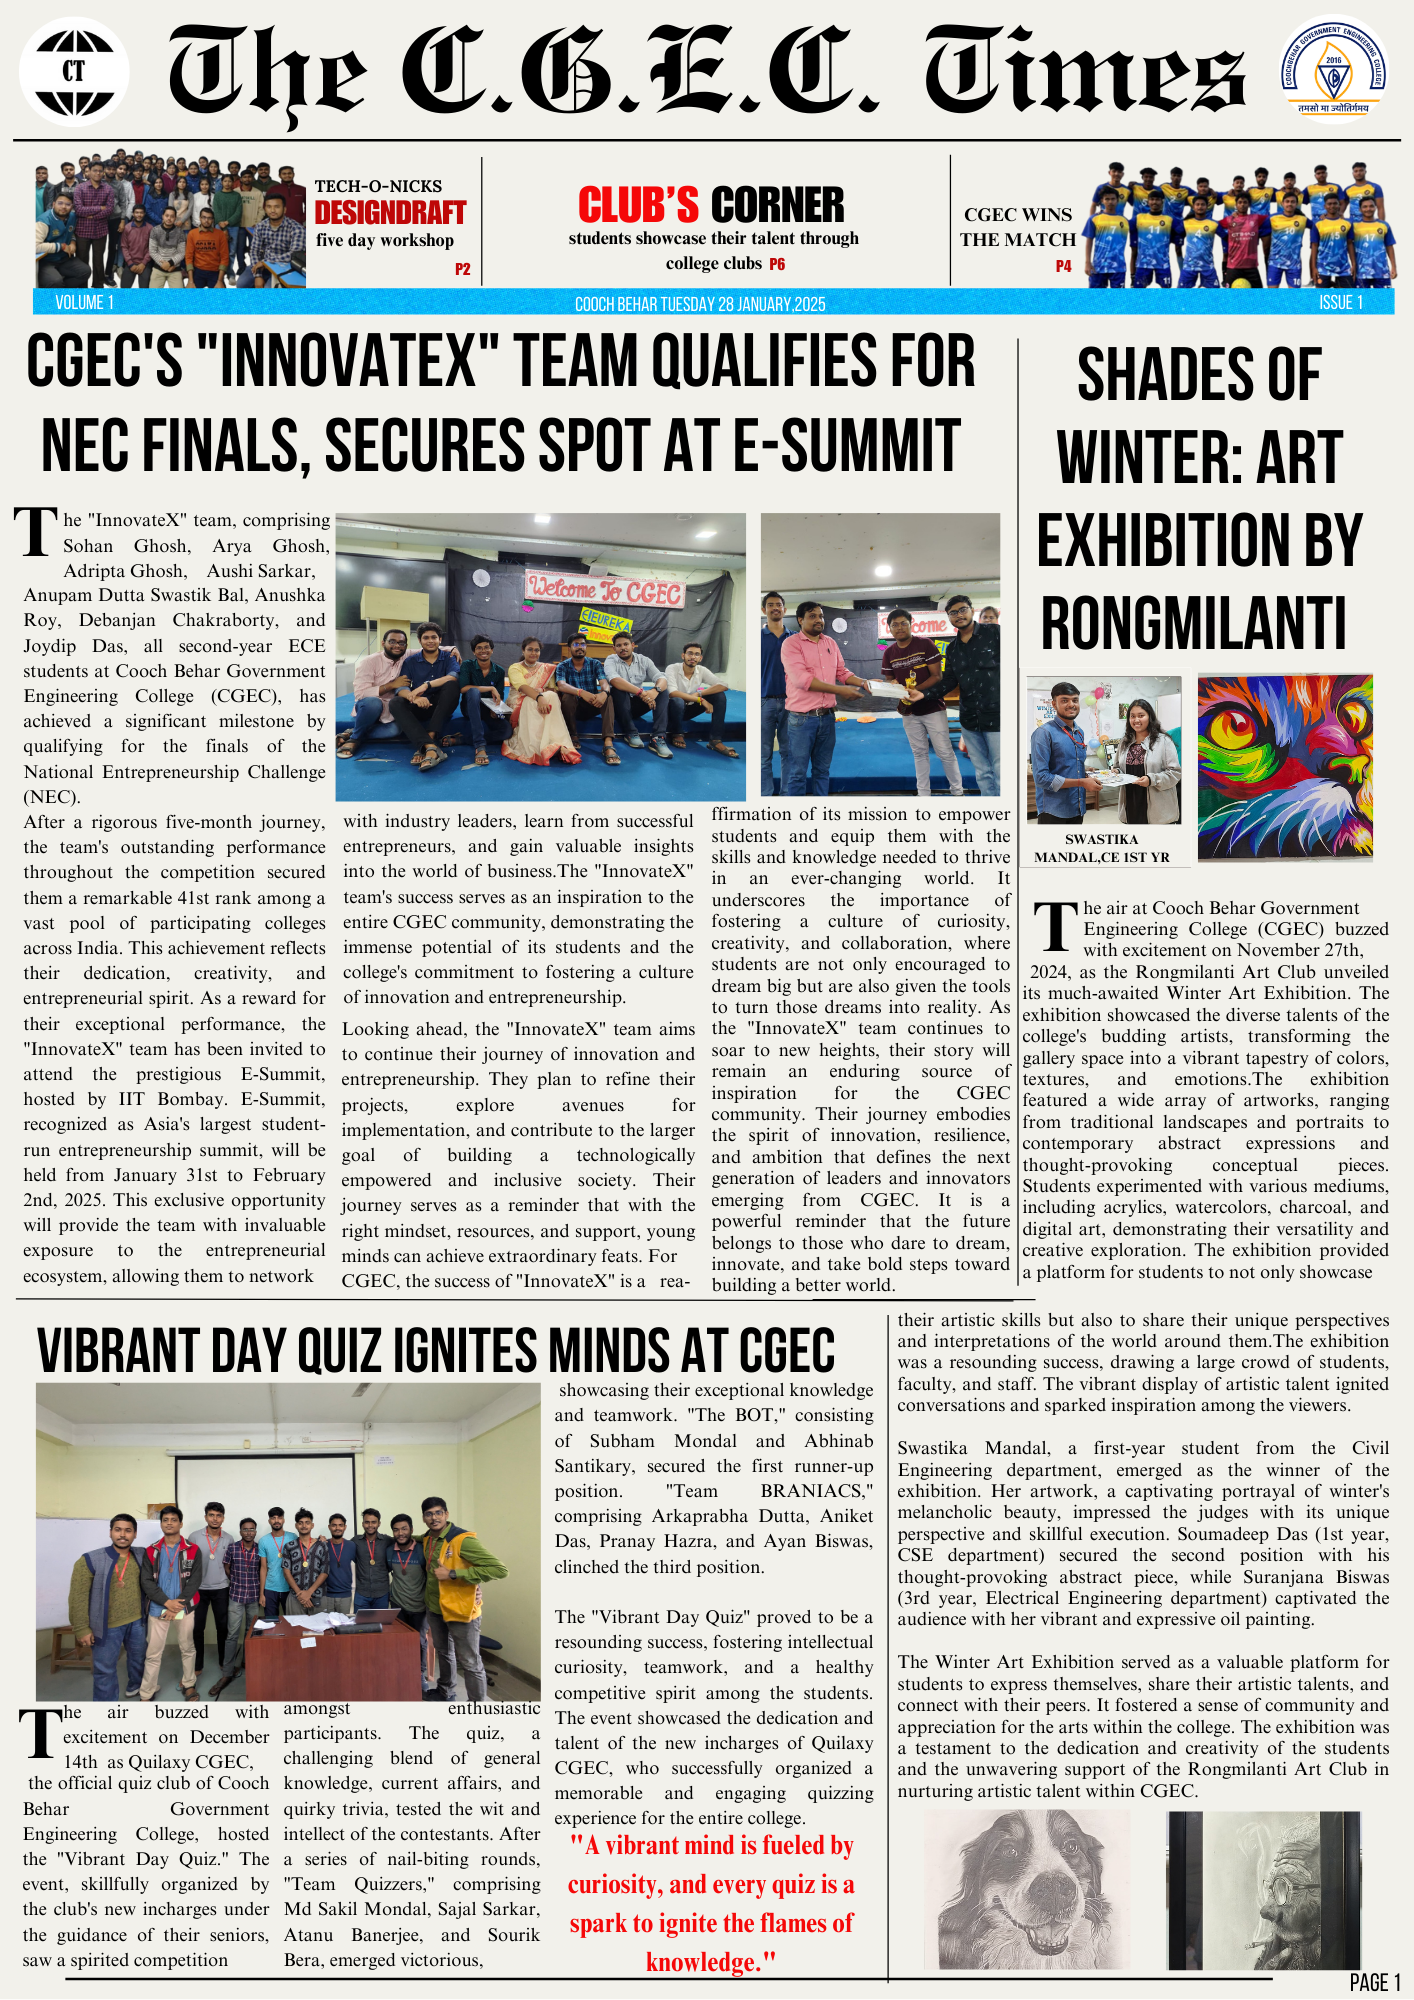 CT
The C.G.E.C. Times
COOCHBEHAR GOVERNMENT ENGINEERING COLLEGE
2016
तमसो मा ज्योतिर्गमय
TECH-O-NICKS
DESIGNDRAFT
five day workshop
P2
CLUB'S CORNER
students showcase their talent through
college clubs P6
CGEC WINS
THE MATCH
P4
VOLUME 1
COOCH BEHAR TUESDAY 28 JANUARY,2025
ISSUE 1
CGEC'S "INNOVATEX" TEAM QUALIFIES FOR
NEC FINALS, SECURES SPOT AT E-SUMMIT
The "InnovateX" team, comprising
Sohan Ghosh, Arya Ghosh,
Adripta Ghosh, Aushi Sarkar,
Anupam Dutta Swastik Bal, Anushka
Roy, Debanjan Chakraborty, and
Joydip Das, all second-year ECE
students at Cooch Behar Government
Engineering College (CGEC), has
achieved a significant milestone by
qualifying for the finals of the
National Entrepreneurship Challenge
(NEC).
After a rigorous five-month journey,
the team's outstanding performance
throughout the competition secured
them a remarkable 41st rank among a
vast pool of participating colleges
across India. This achievement reflects
their dedication, creativity, and
entrepreneurial spirit. As a reward for
their exceptional performance, the
"InnovateX" team has been invited to
attend the prestigious E-Summit,
hosted by IIT Bombay. E-Summit,
recognized as Asia's largest student-
run entrepreneurship summit, will be
held from January 31st to February
2nd, 2025. This exclusive opportunity
will provide the team with invaluable
exposure to the entrepreneurial
ecosystem, allowing them to network
Welcome To CGEC
EUREKA
with industry leaders, learn from successful
entrepreneurs, and gain valuable insights
into the world of business.The "InnovateX"
team's success serves as an inspiration to the
entire CGEC community, demonstrating the
immense potential of its students and the
college's commitment to fostering a culture
of innovation and entrepreneurship.
Looking ahead, the "InnovateX" team aims
to continue their journey of innovation and
entrepreneurship. They plan to refine their
projects, explore avenues for
implementation, and contribute to the larger
goal of building a technologically
empowered and inclusive society. Their
journey serves as a reminder that with the
right mindset, resources, and support, young
minds can achieve extraordinary feats. For
CGEC, the success of "InnovateX" is a rea-
ffirmation of its mission to empower
students and equip them with the
skills and knowledge needed to thrive
in an ever-changing world. It
underscores the importance of
fostering a culture of curiosity,
creativity, and collaboration, where
students are not only encouraged to
dream big but are also given the tools
to turn those dreams into reality. As
the "InnovateX" team continues to
soar to new heights, their story will
remain an enduring source of
inspiration for the CGEC
community. Their journey embodies
the spirit of innovation, resilience,
and ambition that defines the next
generation of leaders and innovators
emerging from CGEC. It is a
powerful reminder that the future
belongs to those who dare to dream,
innovate, and take bold steps toward
building a better world.
SHADES OF
WINTER: ART
EXHIBITION BY
RONGMILANTI
SWASTIKA
MANDAL,CE 1ST YR
The air at Cooch Behar Government
Engineering College (CGEC) buzzed
with excitement on November 27th,
2024, as the Rongmilanti Art Club unveiled
its much-awaited Winter Art Exhibition. The
exhibition showcased the diverse talents of the
college's budding artists, transforming the
gallery space into a vibrant tapestry of colors,
textures, and emotions.The exhibition
featured a wide array of artworks, ranging
from traditional landscapes and portraits to
contemporary abstract expressions and
thought-provoking conceptual pieces.
Students experimented with various mediums,
including acrylics, watercolors, charcoal, and
digital art, demonstrating their versatility and
creative exploration. The exhibition provided
a platform for students to not only showcase
their artistic skills but also to share their unique perspectives
and interpretations of the world around them.The exhibition
was a resounding success, drawing a large crowd of students,
faculty, and staff. The vibrant display of artistic talent ignited
conversations and sparked inspiration among the viewers.
Swastika Mandal, a first-year student from the Civil
Engineering department, emerged as the winner of the
exhibition. Her artwork, a captivating portrayal of winter's
melancholic beauty, impressed the judges with its unique
perspective and skillful execution. Soumadeep Das (1st year,
CSE department) secured the second position with his
thought-provoking abstract piece, while Suranjana Biswas
(3rd year, Electrical Engineering department) captivated the
audience with her vibrant and expressive oil painting.
The Winter Art Exhibition served as a valuable platform for
students to express themselves, share their artistic talents, and
connect with their peers. It fostered a sense of community and
appreciation for the arts within the college. The exhibition was
a testament to the dedication and creativity of the students
and the unwavering support of the Rongmilanti Art Club in
nurturing artistic talent within CGEC.
VIBRANT DAY QUIZ IGNITES MINDS AT CGEC
The air buzzed with
excitement on December
14th as Quilaxy CGEC,
the official quiz club of Cooch
Behar Government
Engineering College, hosted
the "Vibrant Day Quiz." The
event, skillfully organized by
the club's new incharges under
the guidance of their seniors,
saw a spirited competition
amongst enthusiastic
participants. The quiz, a
challenging blend of general
knowledge, current affairs, and
quirky trivia, tested the wit and
intellect of the contestants. After
a series of nail-biting rounds,
"Team Quizzers," comprising
Md Sakil Mondal, Sajal Sarkar,
Atanu Banerjee, and Sourik
Bera, emerged victorious,
showcasing their exceptional knowledge
and teamwork. "The BOT," consisting
of Subham Mondal and Abhinab
Santikary, secured the first runner-up
position. "Team BRANIACS,"
comprising Arkaprabha Dutta, Aniket
Das, Pranay Hazra, and Ayan Biswas,
clinched the third position.
The "Vibrant Day Quiz" proved to be a
resounding success, fostering intellectual
curiosity, teamwork, and a healthy
competitive spirit among the students.
The event showcased the dedication and
talent of the new incharges of Quilaxy
CGEC, who successfully organized a
memorable and engaging quizzing
experience for the entire college.
"A vibrant mind is fueled by
curiosity, and every quiz is a
spark to ignite the flames of
knowledge."
PAGE 1